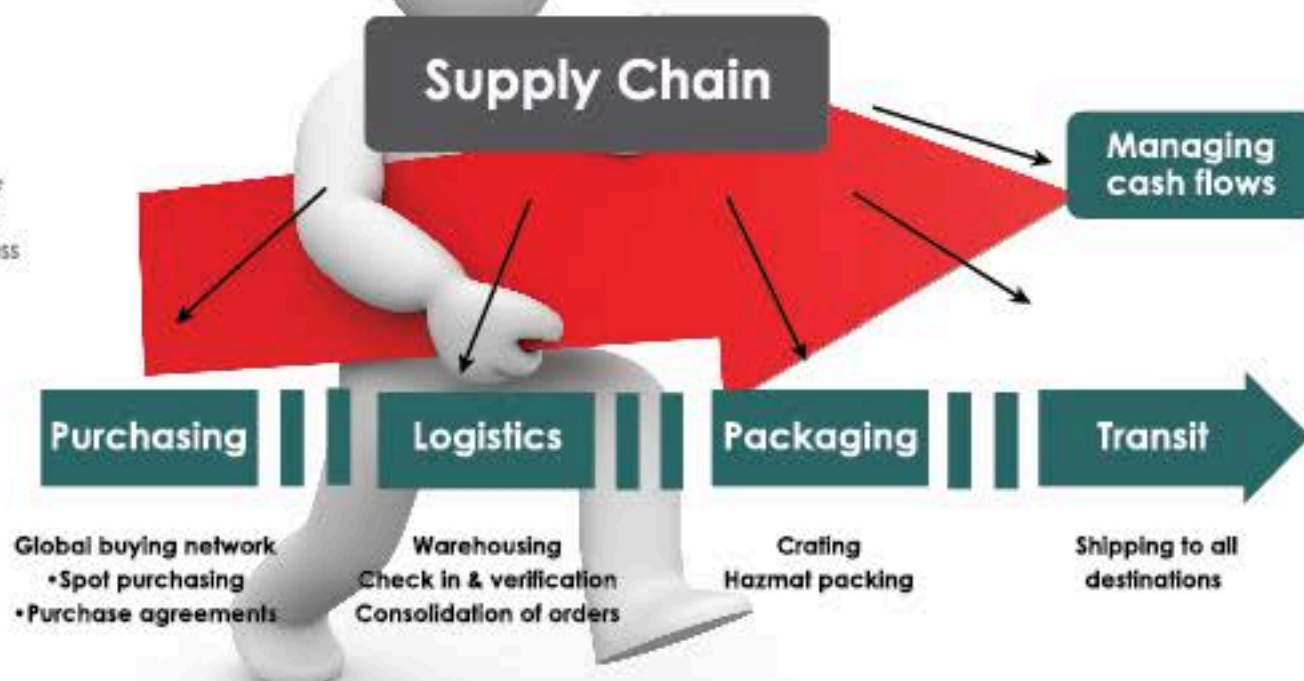 Supply Chain
Managing
cash flows
Purchasing
Logistics
Packaging
Transit
Global buying network
•Spot purchasing
•Purchase agreements
Warehousing
Check in & verification
Consolidation of orders
Crating
Hazmat packing
Shipping to all
destinations